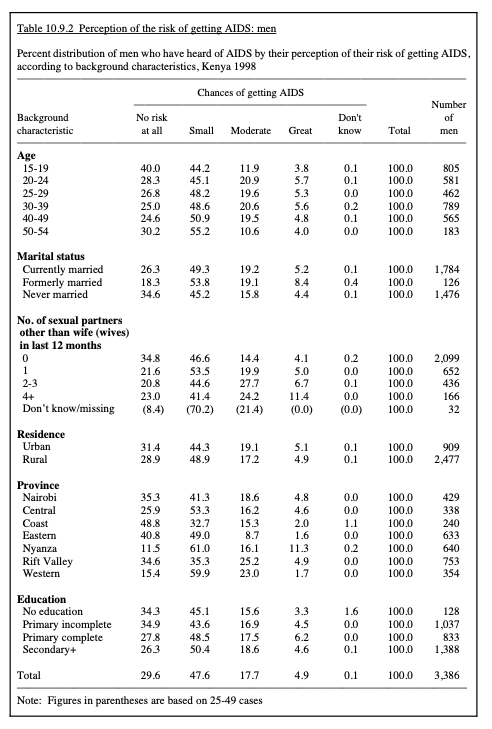 Table 10.9.2 Perception of the risk of getting AIDS: men
Percent distribution of men who have heard of AIDS by their perception of their risk of getting AIDS,
according to background characteristics, Kenya 1998
Chances of getting AIDS
Number
Background No risk Don't of
characteristic at all Small Moderate Great know Total men
Age
15-19 40.0 44.2 11.9 3.8 0.1 100.0 805
20-24 28.3 45.1 20.9 5.7 0.1 100.0 581
25-29 26.8 48.2 19.6 5.3 0.0 100.0 462
30-39 25.0 48.6 20.6 5.6 0.2 100.0 789
40-49 24.6 50.9 19.5 4.8 0.1 100.0 565
50-54 30.2 55.2 10.6 4.0 0.0 100.0 183
Marital status
Currently married 26.3 49.3 19.2 5.2 0.1 100.0 1,784
Formerly married 18.3 53.8 19.1 8.4 0.4 100.0 126
Never married 34.6 45.2 15.8 4.4 0.1 100.0 1,476
No. of sexual partners
other than wife (wives)
in last 12 months
0 34.8 46.6 14.4 4.1 0.2 100.0 2,099
1 21.6 53.5 19.9 5.0 0.0 100.0 652
2-3 20.8 44.6 27.7 6.7 0.1 100.0 436
4+ 23.0 41.4 24.2 11.4 0.0 100.0 166
Don't know/missing (8.4) (70.2) (21.4) (0.0) (0.0) 100.0 32
Residence
Urban 31.4 44.3 19.1 5.1 0.1 100.0 909
Rural 28.9 48.9 17.2 4.9 0.1 100.0 2,477
Province
Nairobi 35.3 41.3 18.6 4.8 0.0 100.0 429
Central 25.9 53.3 16.2 4.6 0.0 100.0 338
Coast 48.8 32.7 15.3 2.0 1.1 100.0 240
Eastern 40.8 49.0 8.7 1.6 0.0 100.0 633
Nyanza 11.5 61.0 16.1 11.3 0.2 100.0 640
Rift Valley 34.6 35.3 25.2 4.9 0.0 100.0 753
Western 15.4 59.9 23.0 1.7 0.0 100.0 354
Education
No education 34.3 45.1 15.6 3.3 1.6 100.0 128
Primary incomplete 34.9 43.6 16.9 4.5 0.0 100.0 1,037
Primary complete 27.8 48.5 17.5 6.2 0.0 100.0 833
Secondary+ 26.3 50.4 18.6 4.6 0.1 100.0 1,388
Total 29.6 47.6 17.7 4.9 0.1 100.0 3,386
Note: Figures in parentheses are based on 25-49 cases